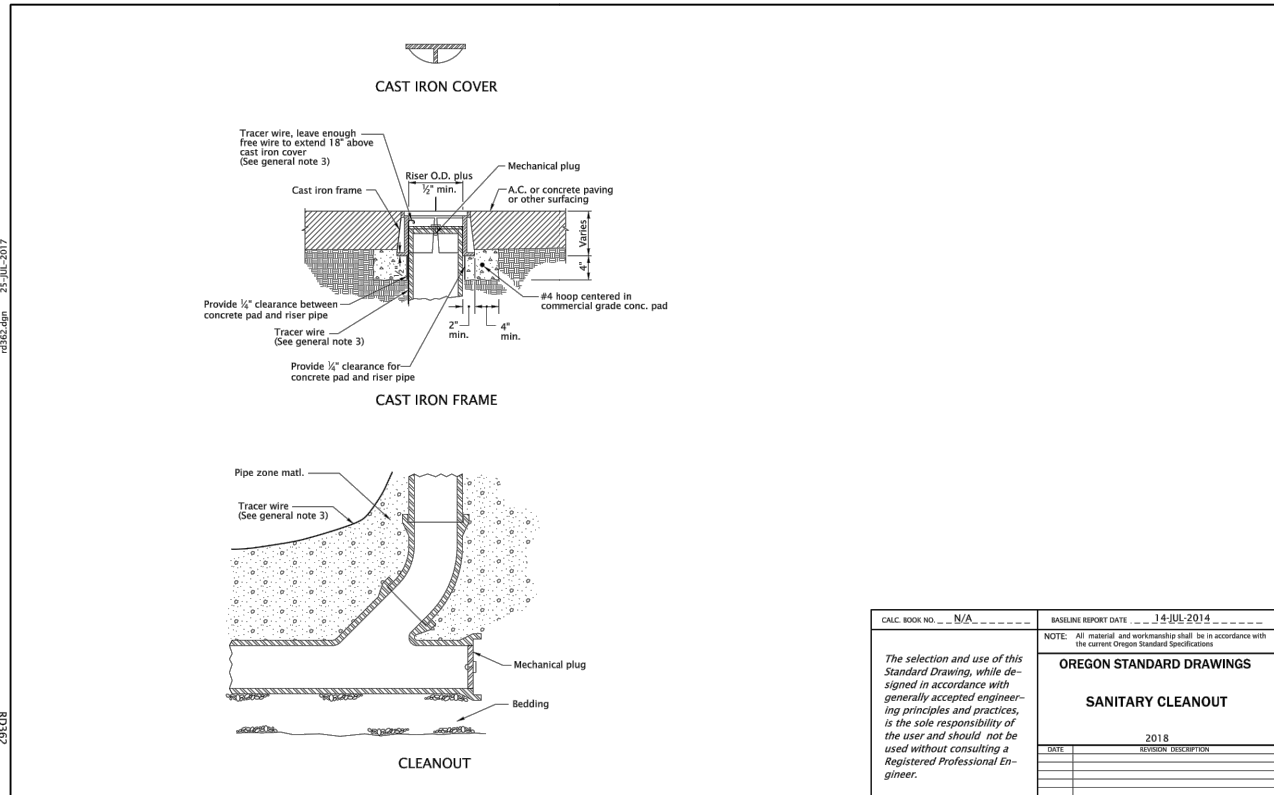 CAST IRON COVER
Tracer wire, leave enough
free wire to extend 18" above
cast iron cover
(See general note 3)
Mechanical plug
Riser O.D. plus
½" min.
Cast iron frame
A.C. or concrete paving
or other surfacing
Varies
4"
½"
Provide ¼" clearance between
concrete pad and riser pipe
#4 hoop centered in
commercial grade conc. pad
Tracer wire
(See general note 3)
2"
min.
4"
min.
Provide ¼" clearance for
concrete pad and riser pipe
CAST IRON FRAME
Pipe zone matl.
Tracer wire
(See general note 3)
Mechanical plug
Bedding
CLEANOUT
rd362.dgn 25-JUL-2017
RD362
CALC. BOOK NO. N/A
BASELINE REPORT DATE 14-JUL-2014
NOTE: All material and workmanship shall be in accordance with
the current Oregon Standard Specifications
The selection and use of this
Standard Drawing, while de-
signed in accordance with
generally accepted engineer-
ing principles and practices,
is the sole responsibility of
the user and should not be
used without consulting a
Registered Professional En-
gineer.
OREGON STANDARD DRAWINGS
SANITARY CLEANOUT
2018
DATE REVISION DESCRIPTION